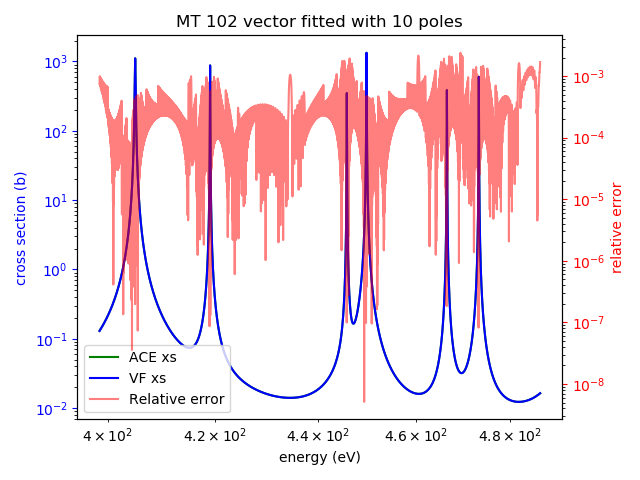 MT 102 vector fitted with 10 poles
cross section (b)
10³
10²
10¹
10⁰
10⁻¹
10⁻²
10⁻³
10⁻⁴
10⁻⁵
10⁻⁶
10⁻⁷
10⁻⁸
relative error
ACE xs
VF xs
Relative error
4 × 10² 4.2 × 10² 4.4 × 10² 4.6 × 10² 4.8 × 10²
energy (eV)